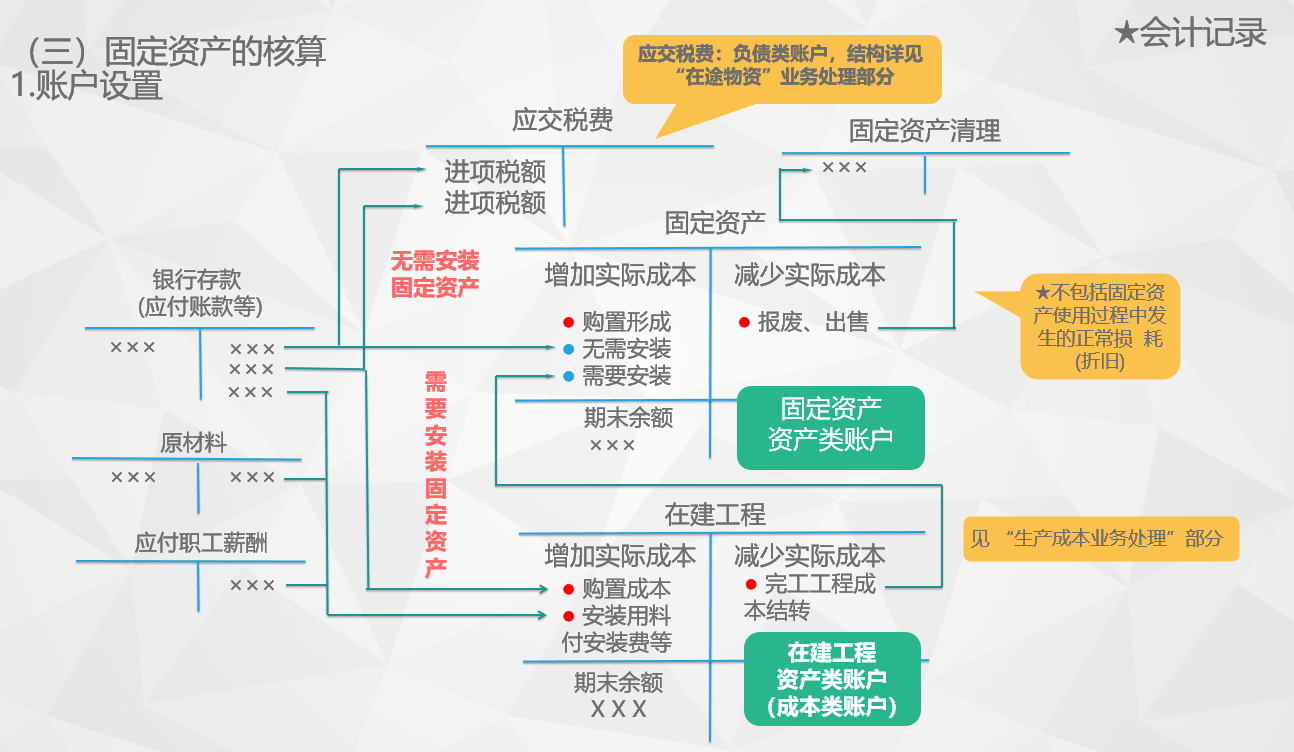 ★会计记录
（三）固定资产的核算
1.账户设置
应交税费：负债类账户，结构详见
“在途物资”业务处理部分
应交税费
进项税额
进项税额
固定资产清理
×××
固定资产
增加实际成本
减少实际成本
购置形成
无需安装
需要安装
报废、出售
期末余额
×××
固定资产
资产类账户
★不包括固定资
产使用过程中发
生的正常损 耗
(折旧)
无需安装
固定资产
银行存款
(应付账款等)
×××
×××
×××
×××
需
要
安
装
固
定
资
产
原材料
×××
×××
应付职工薪酬
×××
在建工程
增加实际成本
减少实际成本
购置成本
安装用料
付安装费等
完工工程成
本结转
期末余额
X X X
在建工程
资产类账户
（成本类账户）
见 “生产成本业务处理”部分